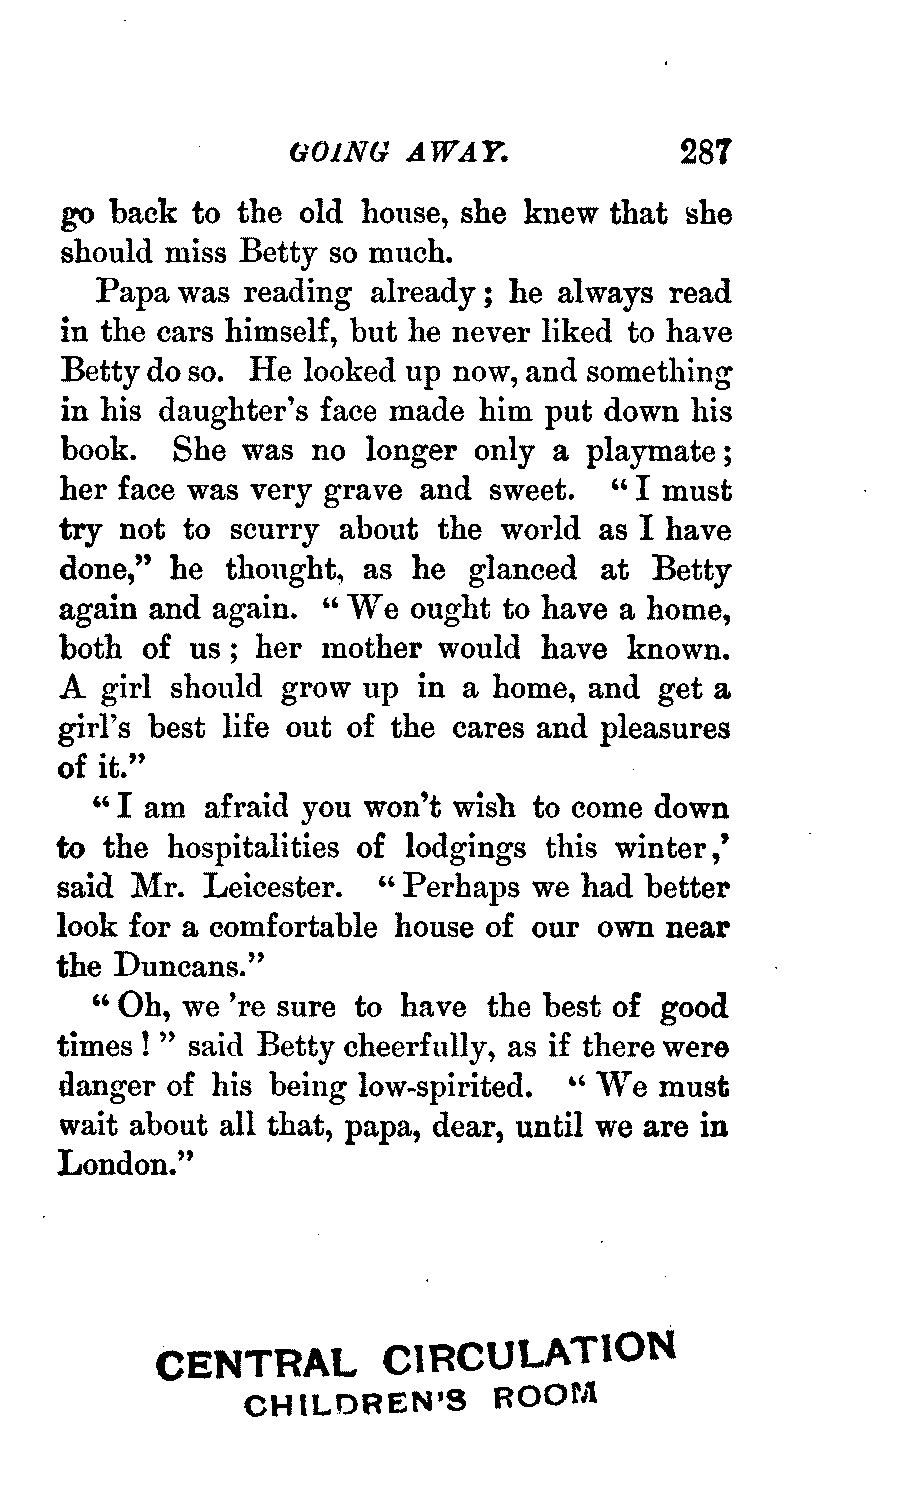 GOING AWAY. 287
go back to the old house, she knew that she
should miss Betty so much.
Papa was reading already; he always read
in the cars himself, but he never liked to have
Betty do so. He looked up now, and something
in his daughter's face made him put down his
book. She was no longer only a playmate;
her face was very grave and sweet. "I must
try not to scurry about the world as I have
done," he thought, as he glanced at Betty
again and again. "We ought to have a home,
both of us; her mother would have known.
A girl should grow up in a home, and get a
girl's best life out of the cares and pleasures
of it."
"I am afraid you won't wish to come down
to the hospitalities of lodgings this winter,'
said Mr. Leicester. "Perhaps we had better
look for a comfortable house of our own near
the Duncans."
"Oh, we 're sure to have the best of good
times!" said Betty cheerfully, as if there were
danger of his being low-spirited. "We must
wait about all that, papa, dear, until we are in
London."
CENTRAL CIRCULATION
CHILDREN'S ROOM